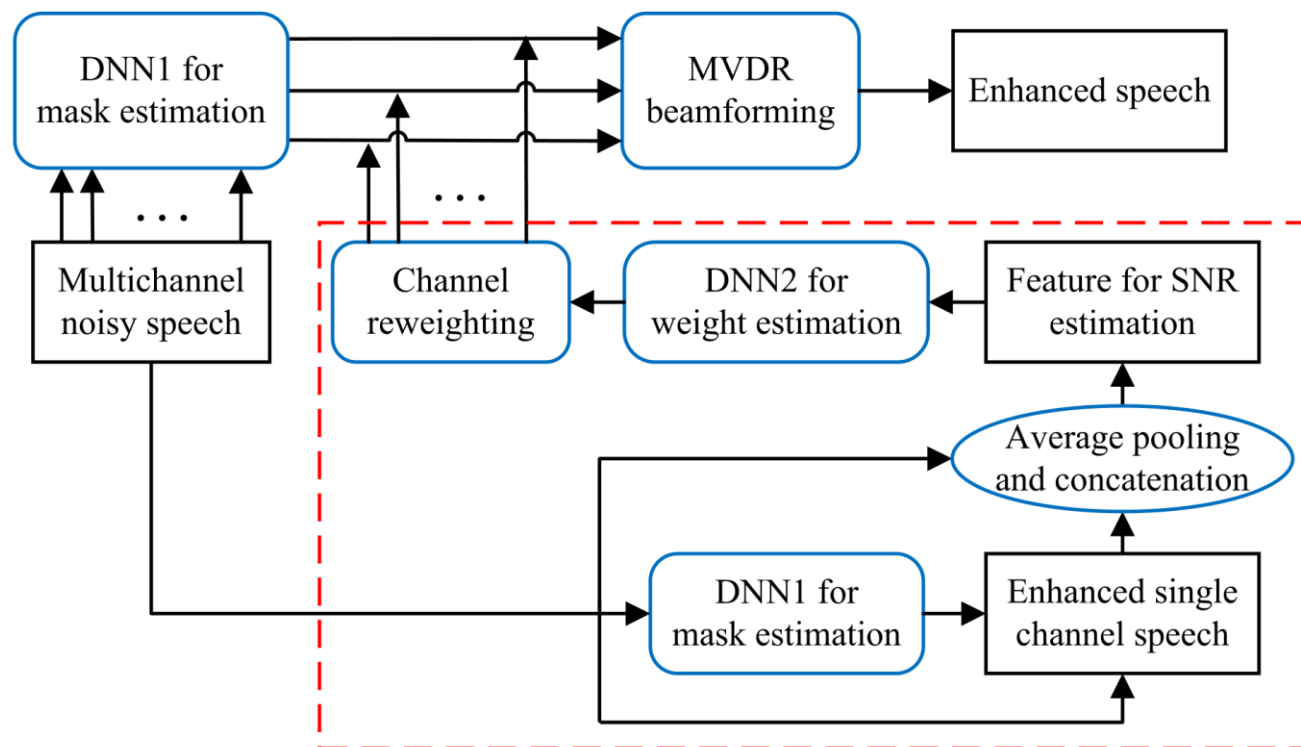 DNN1 for
mask estimation
MVDR
beamforming
Enhanced speech
...
...
Multichannel
noisy speech
Channel
reweighting
DNN2 for
weight estimation
Feature for SNR
estimation
Average pooling
and concatenation
DNN1 for
mask estimation
Enhanced single
channel speech